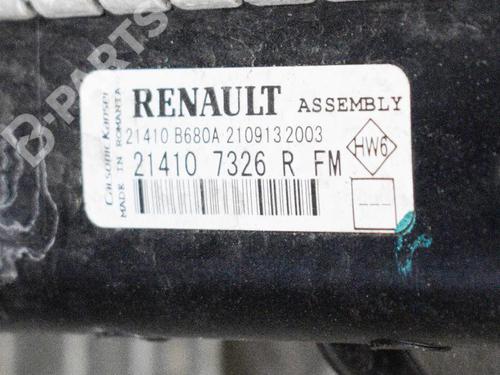 B-PARTS
RENAULT ASSEMBLY
21410 B680A 210913 2003
21410 7326 R FM
HW6
---
Calsonic Kansei
MADE IN ROMANIA